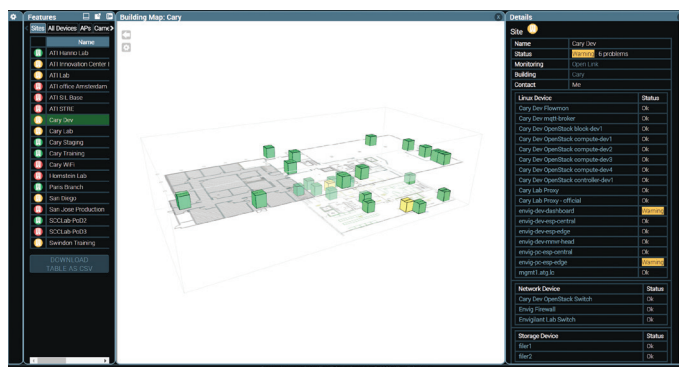 Features
Sites All Devices APs Came
Name
ATI Hanno Lab
ATI Innovation Center
ATI Lab
ATI office Amsterdam
ATI SIL Base
ATI STRE
Cary Dev
Cary Lab
Cary Staging
Cary Training
Cary WiFi
Hornstein Lab
Paris Branch
San Diego
San Jose Production
SCCLab-PoD2
SCCLab-PoD3
Swindon Training
DOWNLOAD
TABLE AS CSV
Building Map: Cary
Details
Site
Name Cary Dev
Status Warning 6 problems
Monitoring Open Link
Building Cary
Contact Me
Linux Device Status
Cary Dev Flowmon Ok
Cary Dev mqtt-broker Ok
Cary Dev OpenStack block-dev1 Ok
Cary Dev OpenStack compute-dev1 Ok
Cary Dev OpenStack compute-dev2 Ok
Cary Dev OpenStack compute-dev3 Ok
Cary Dev OpenStack compute-dev4 Ok
Cary Dev OpenStack controller-dev1 Ok
Cary Lab Proxy Ok
Cary Lab Proxy - official Ok
envig-dev-dashboard Warning
envig-dev-esp-central Ok
envig-dev-esp-edge Ok
envig-dev-mmr-head Ok
envig-pc-esp-central Ok
envig-pc-esp-edge Warning
mgmt1.atg.lc Ok
Network Device Status
Cary Dev OpenStack Switch Ok
Envig Firewall Ok
Envigilant Lab Switch Ok
Storage Device Status
filer1 Ok
filer2 Ok